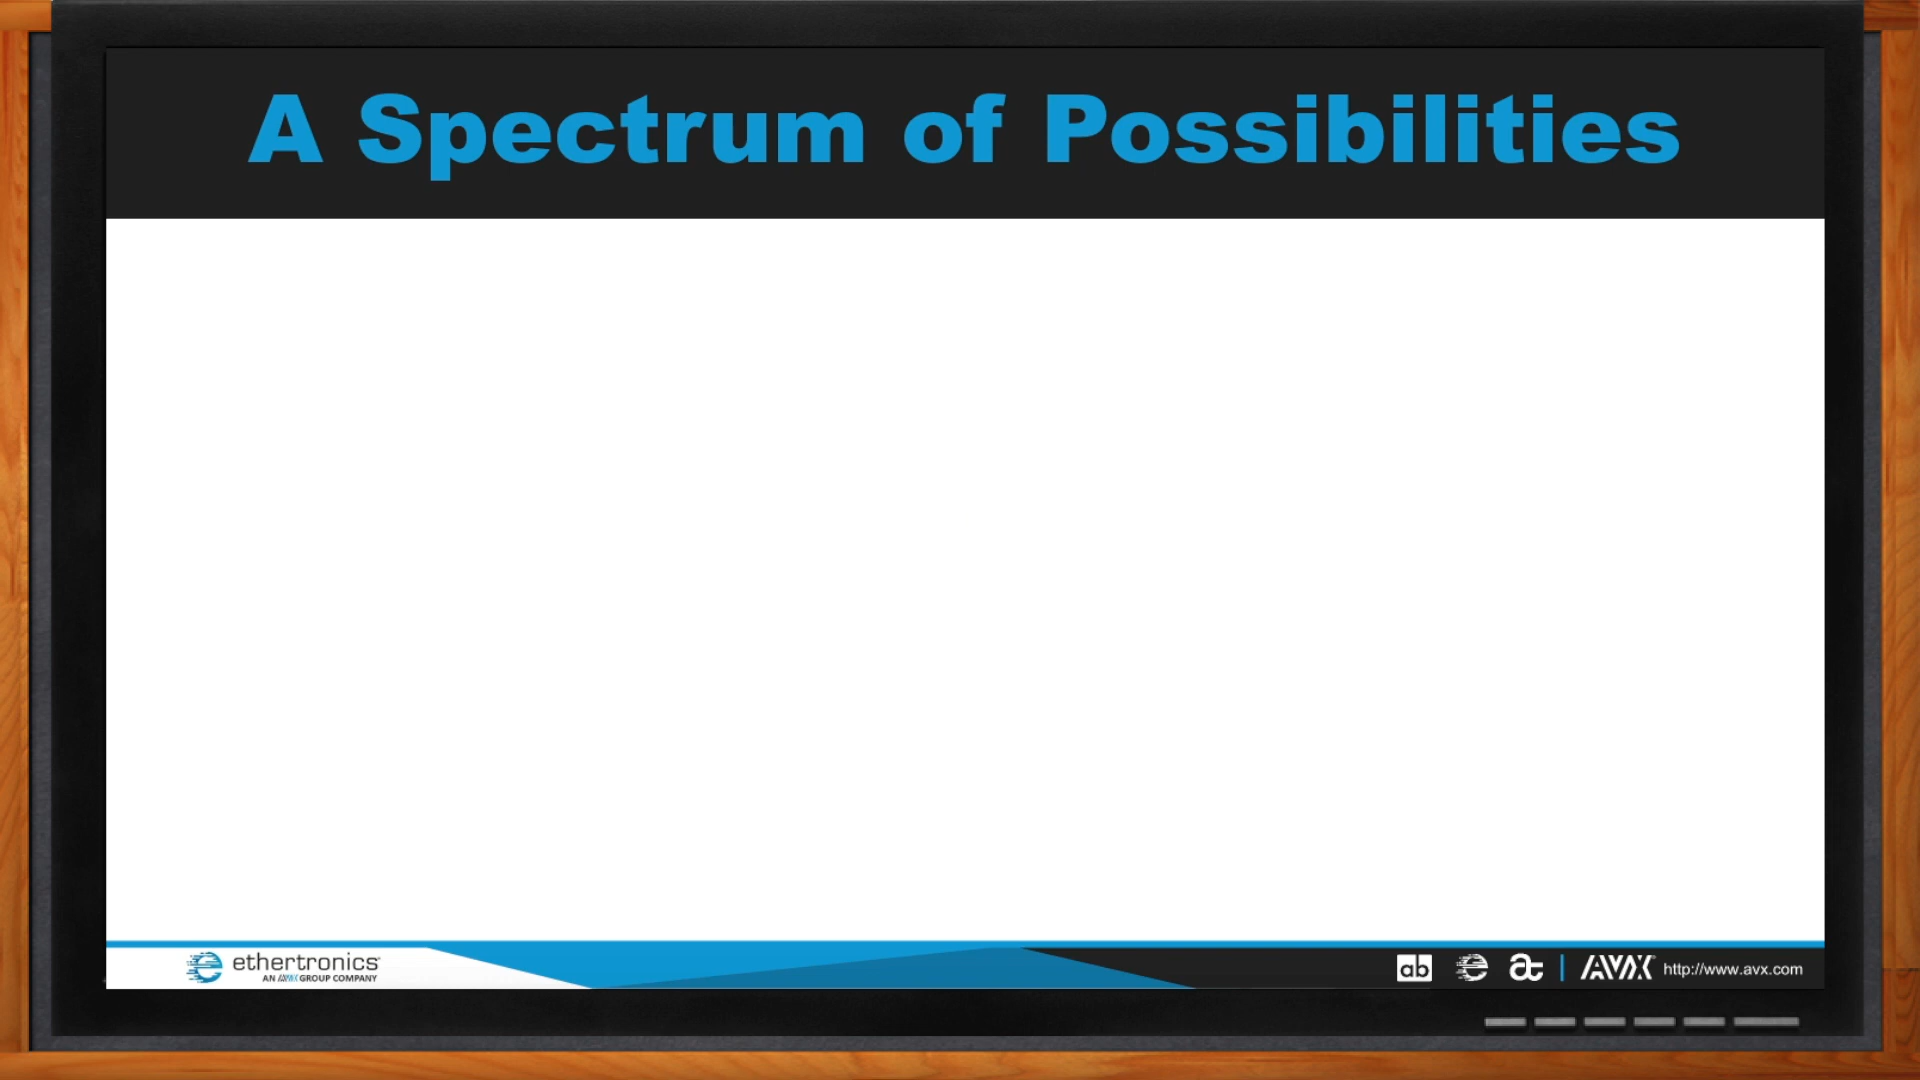 A Spectrum of Possibilities
ethertronics
AN AVX GROUP COMPANY
ab
AVX http://www.avx.com